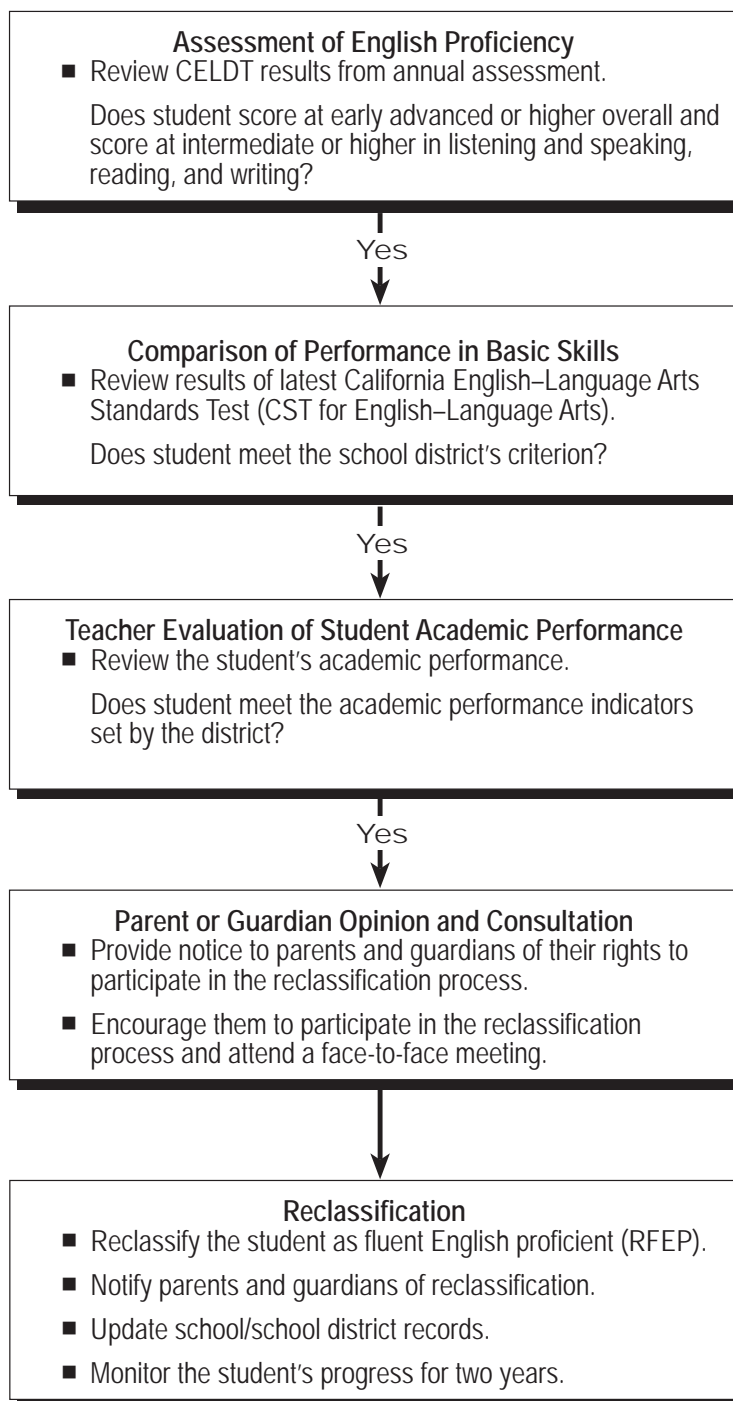 Assessment of English Proficiency
■ Review CELDT results from annual assessment.
Does student score at early advanced or higher overall and
score at intermediate or higher in listening and speaking,
reading, and writing?
Yes
Comparison of Performance in Basic Skills
■ Review results of latest California English–Language Arts
Standards Test (CST for English–Language Arts).
Does student meet the school district’s criterion?
Yes
Teacher Evaluation of Student Academic Performance
■ Review the student’s academic performance.
Does student meet the academic performance indicators
set by the district?
Yes
Parent or Guardian Opinion and Consultation
■ Provide notice to parents and guardians of their rights to
participate in the reclassification process.
■ Encourage them to participate in the reclassification
process and attend a face-to-face meeting.
Reclassification
■ Reclassify the student as fluent English proficient (RFEP).
■ Notify parents and guardians of reclassification.
■ Update school/school district records.
■ Monitor the student’s progress for two years.